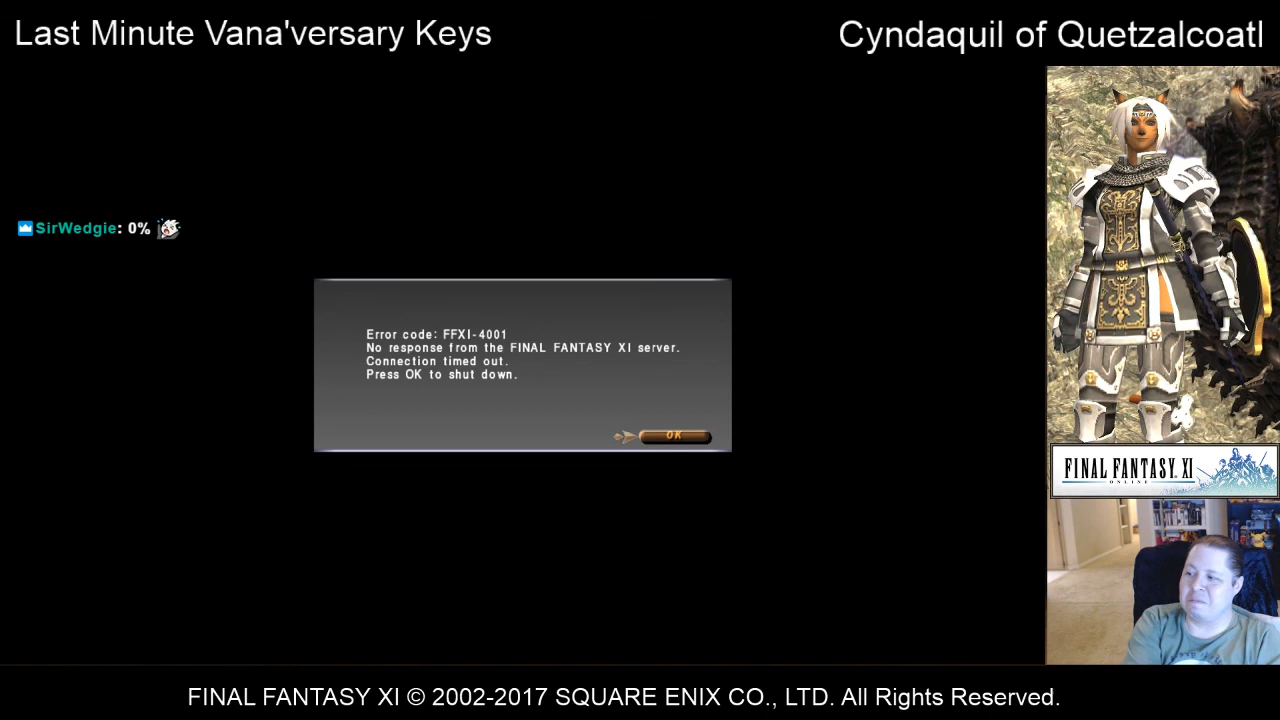 Last Minute Vana'versary Keys
Cyndaquil of Quetzalcoatl
SirWedgie: 0%
Error code: FFXI-4001
No response from the FINAL FANTASY XI server.
Connection timed out.
Press OK to shut down.
OK
FINAL FANTASY XI
ONLINE
FINAL FANTASY XI © 2002-2017 SQUARE ENIX CO., LTD. All Rights Reserved.